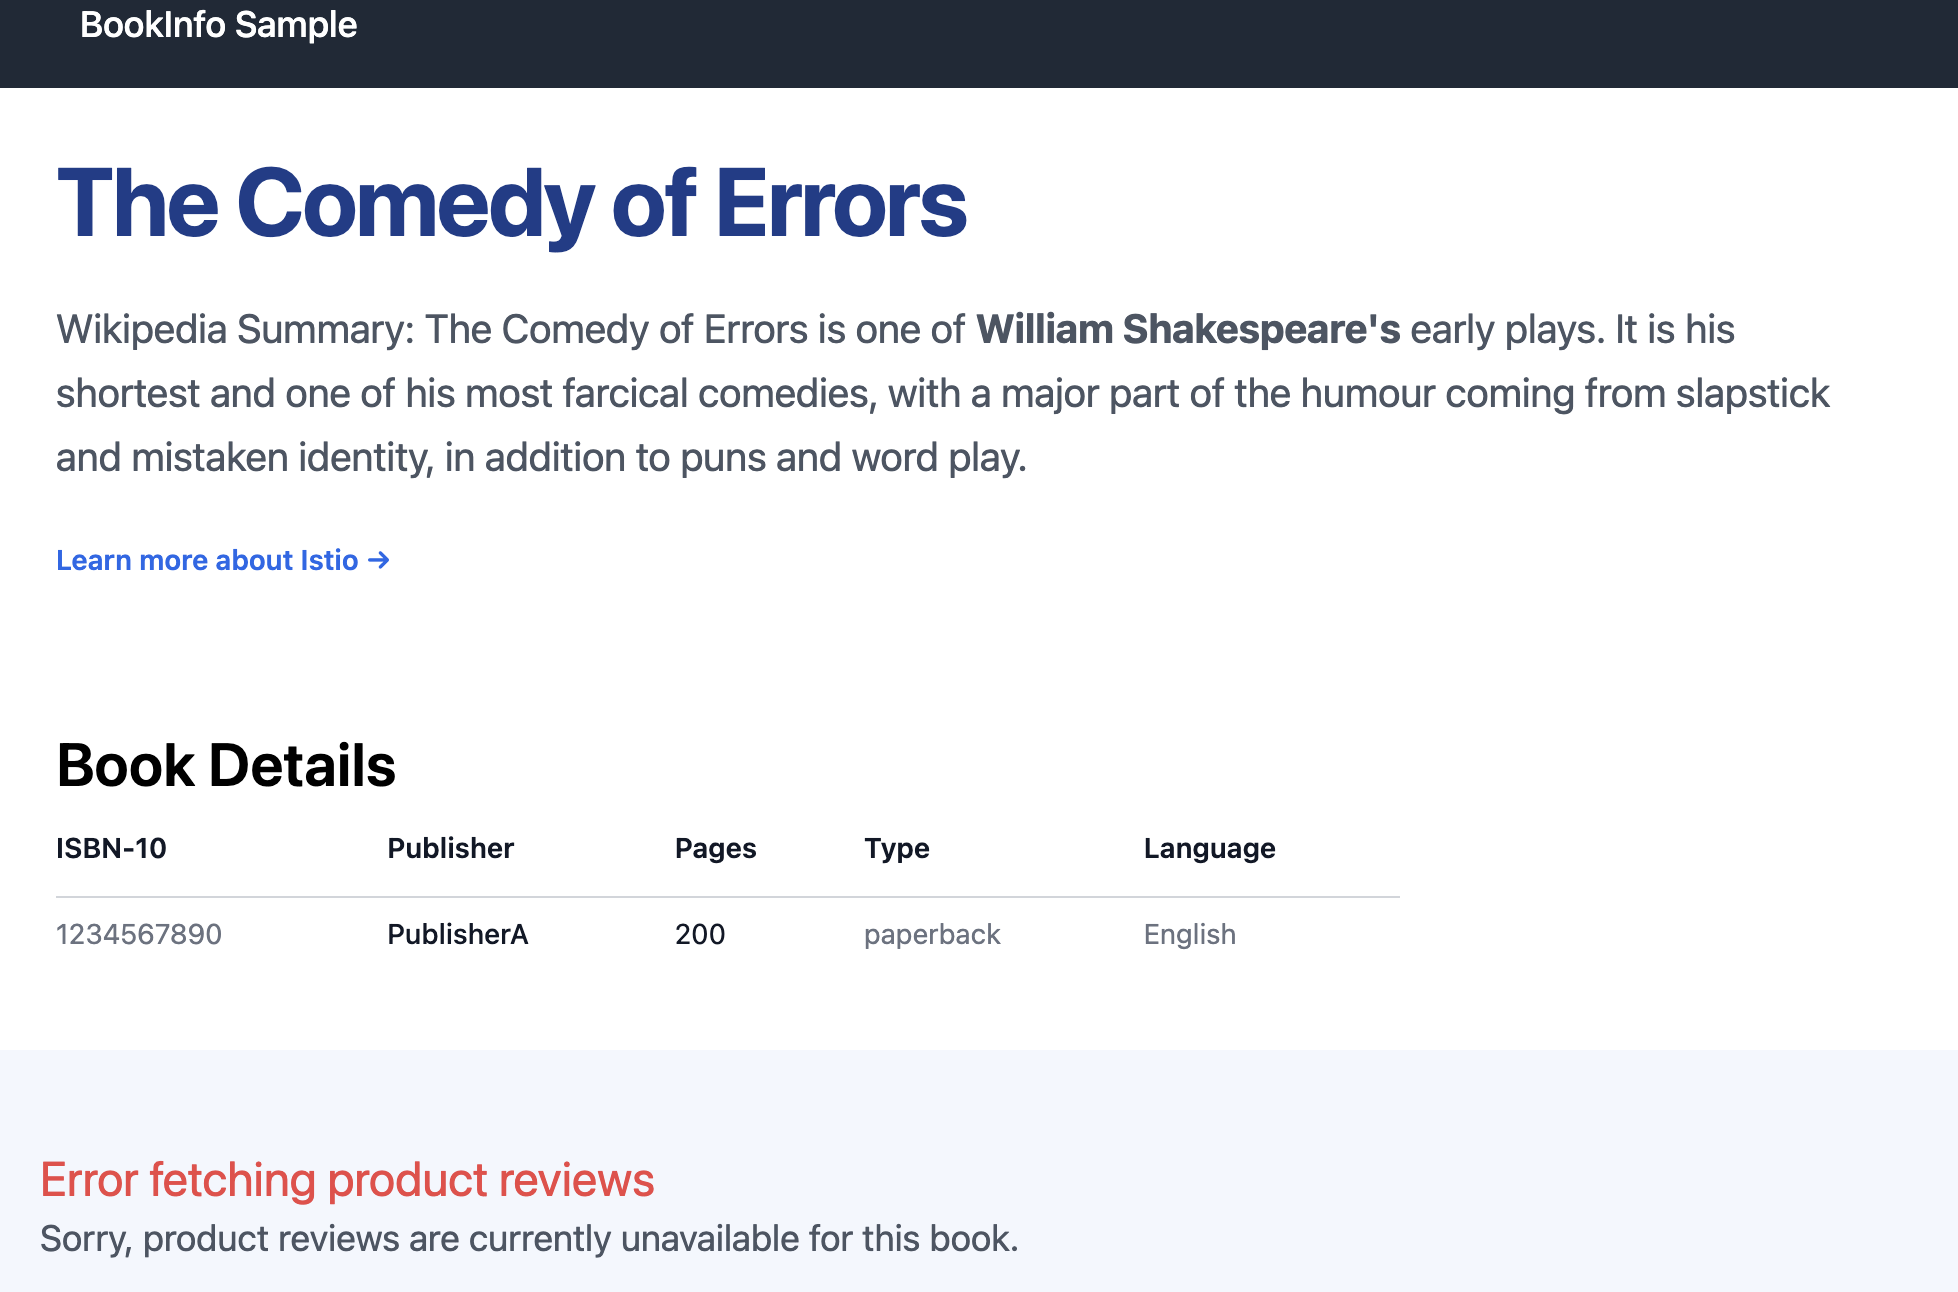 BookInfo Sample
The Comedy of Errors
Wikipedia Summary: The Comedy of Errors is one of William Shakespeare's early plays. It is his
shortest and one of his most farcical comedies, with a major part of the humour coming from slapstick
and mistaken identity, in addition to puns and word play.
Learn more about Istio →
Book Details
ISBN-10 Publisher Pages Type Language
1234567890 PublisherA 200 paperback English
Error fetching product reviews
Sorry, product reviews are currently unavailable for this book.